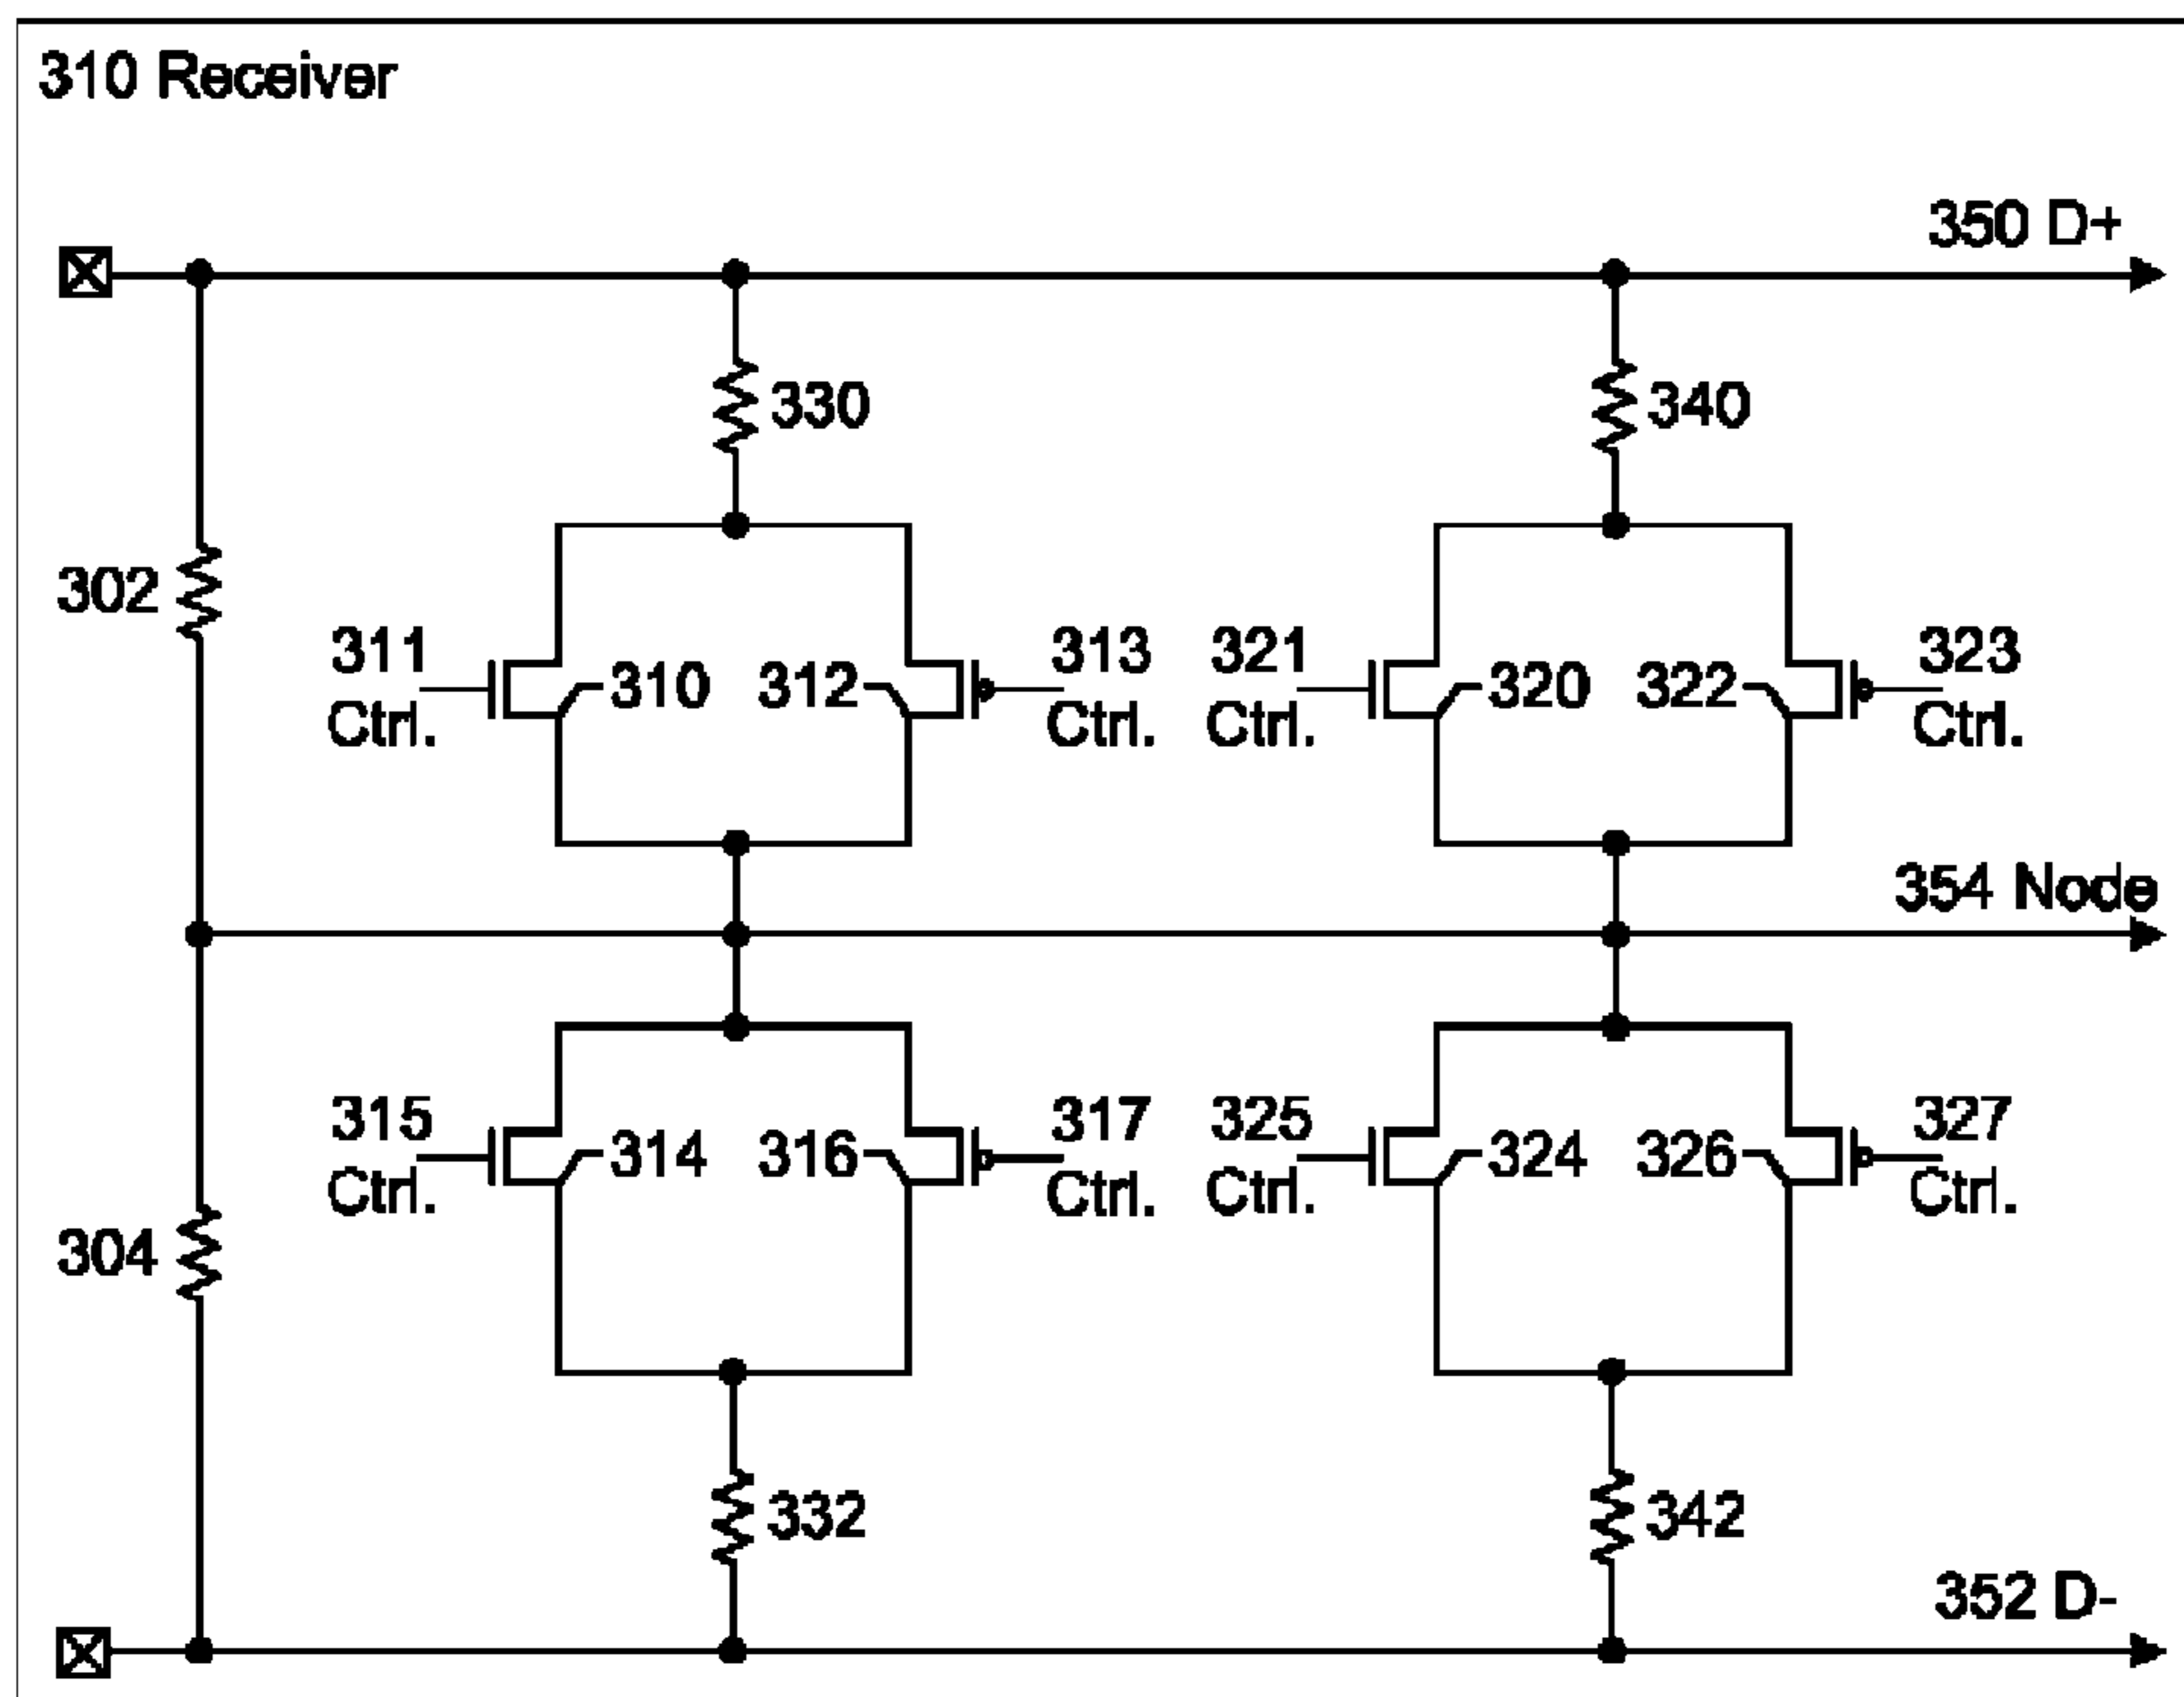 310 Receiver
350 D+
330
340
302
311
Ctrl.
310
312
313
Ctrl.
321
Ctrl.
320
322
323
Ctrl.
354 Node
315
Ctrl.
314
316
317
Ctrl.
325
Ctrl.
324
326
327
Ctrl.
304
332
342
352 D-